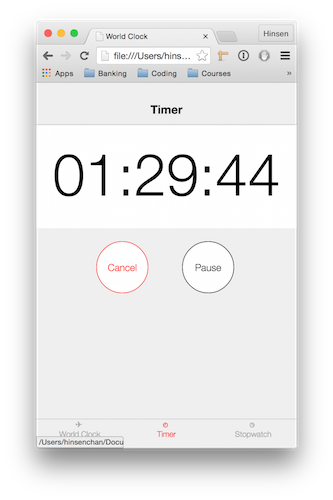 World Clock
Hinsen
file:///Users/hins...
Apps Banking Coding Courses »
Timer
01:29:44
Cancel Pause
World Clock Timer Stopwatch
/Users/hinsenchan/Docu